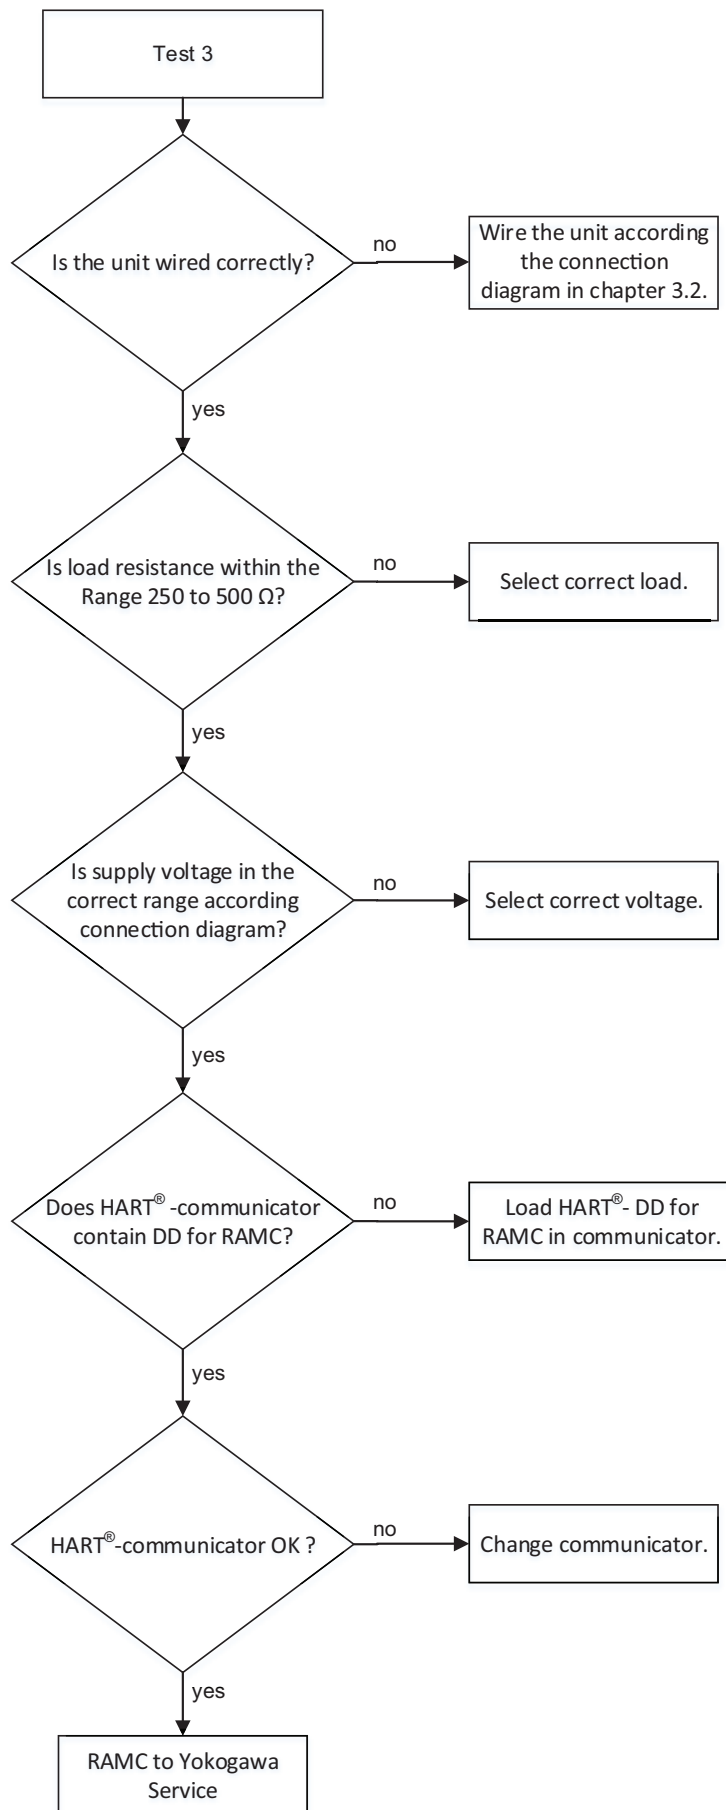 Test 3
Is the unit wired correctly?
no
Wire the unit according
the connection
diagram in chapter 3.2.
yes
Is load resistance within the
Range 250 to 500 Ω?
no
Select correct load.
yes
Is supply voltage in the
correct range according
connection diagram?
no
Select correct voltage.
yes
Does HART® -communicator
contain DD for RAMC?
no
Load HART®- DD for
RAMC in communicator.
yes
HART®-communicator OK ?
no
Change communicator.
yes
RAMC to Yokogawa
Service